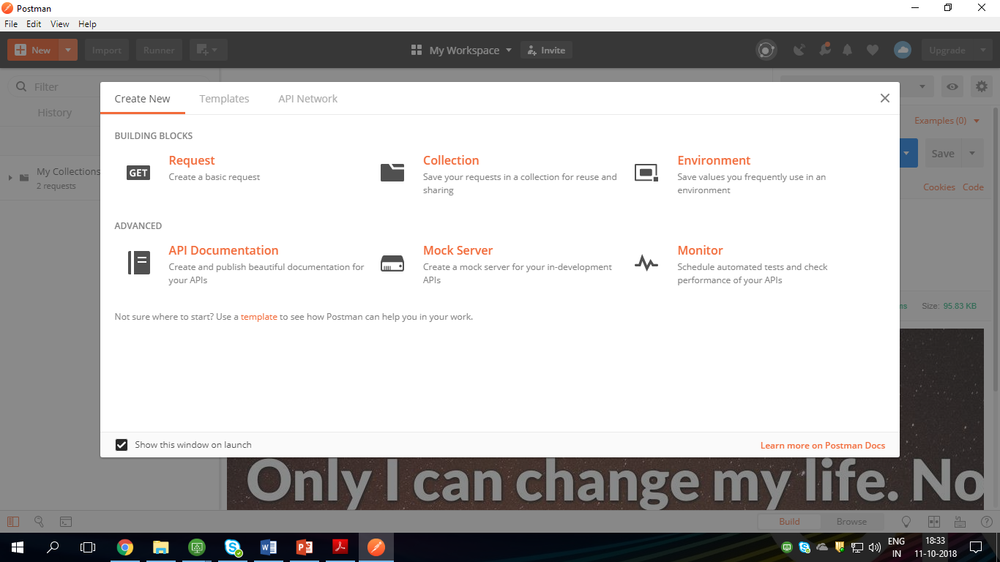 Postman
File Edit View Help
New Import Runner My Workspace Invite Upgrade
Filter
History
My Collections
2 requests
Create New Templates API Network
BUILDING BLOCKS
GET
Request
Create a basic request
Collection
Save your requests in a collection for reuse and
sharing
Environment
Save values you frequently use in an
environment
ADVANCED
API Documentation
Create and publish beautiful documentation for
your APIs
Mock Server
Create a mock server for your in-development
APIs
Monitor
Schedule automated tests and check
performance of your APIs
Not sure where to start? Use a template to see how Postman can help you in your work.
Show this window on launch
Learn more on Postman Docs
Examples (0)
Save
Cookies Code
ms Size: 95.83 KB
Only I can change my life. No
Build Browse
ENG
IN
18:33
11-10-2018